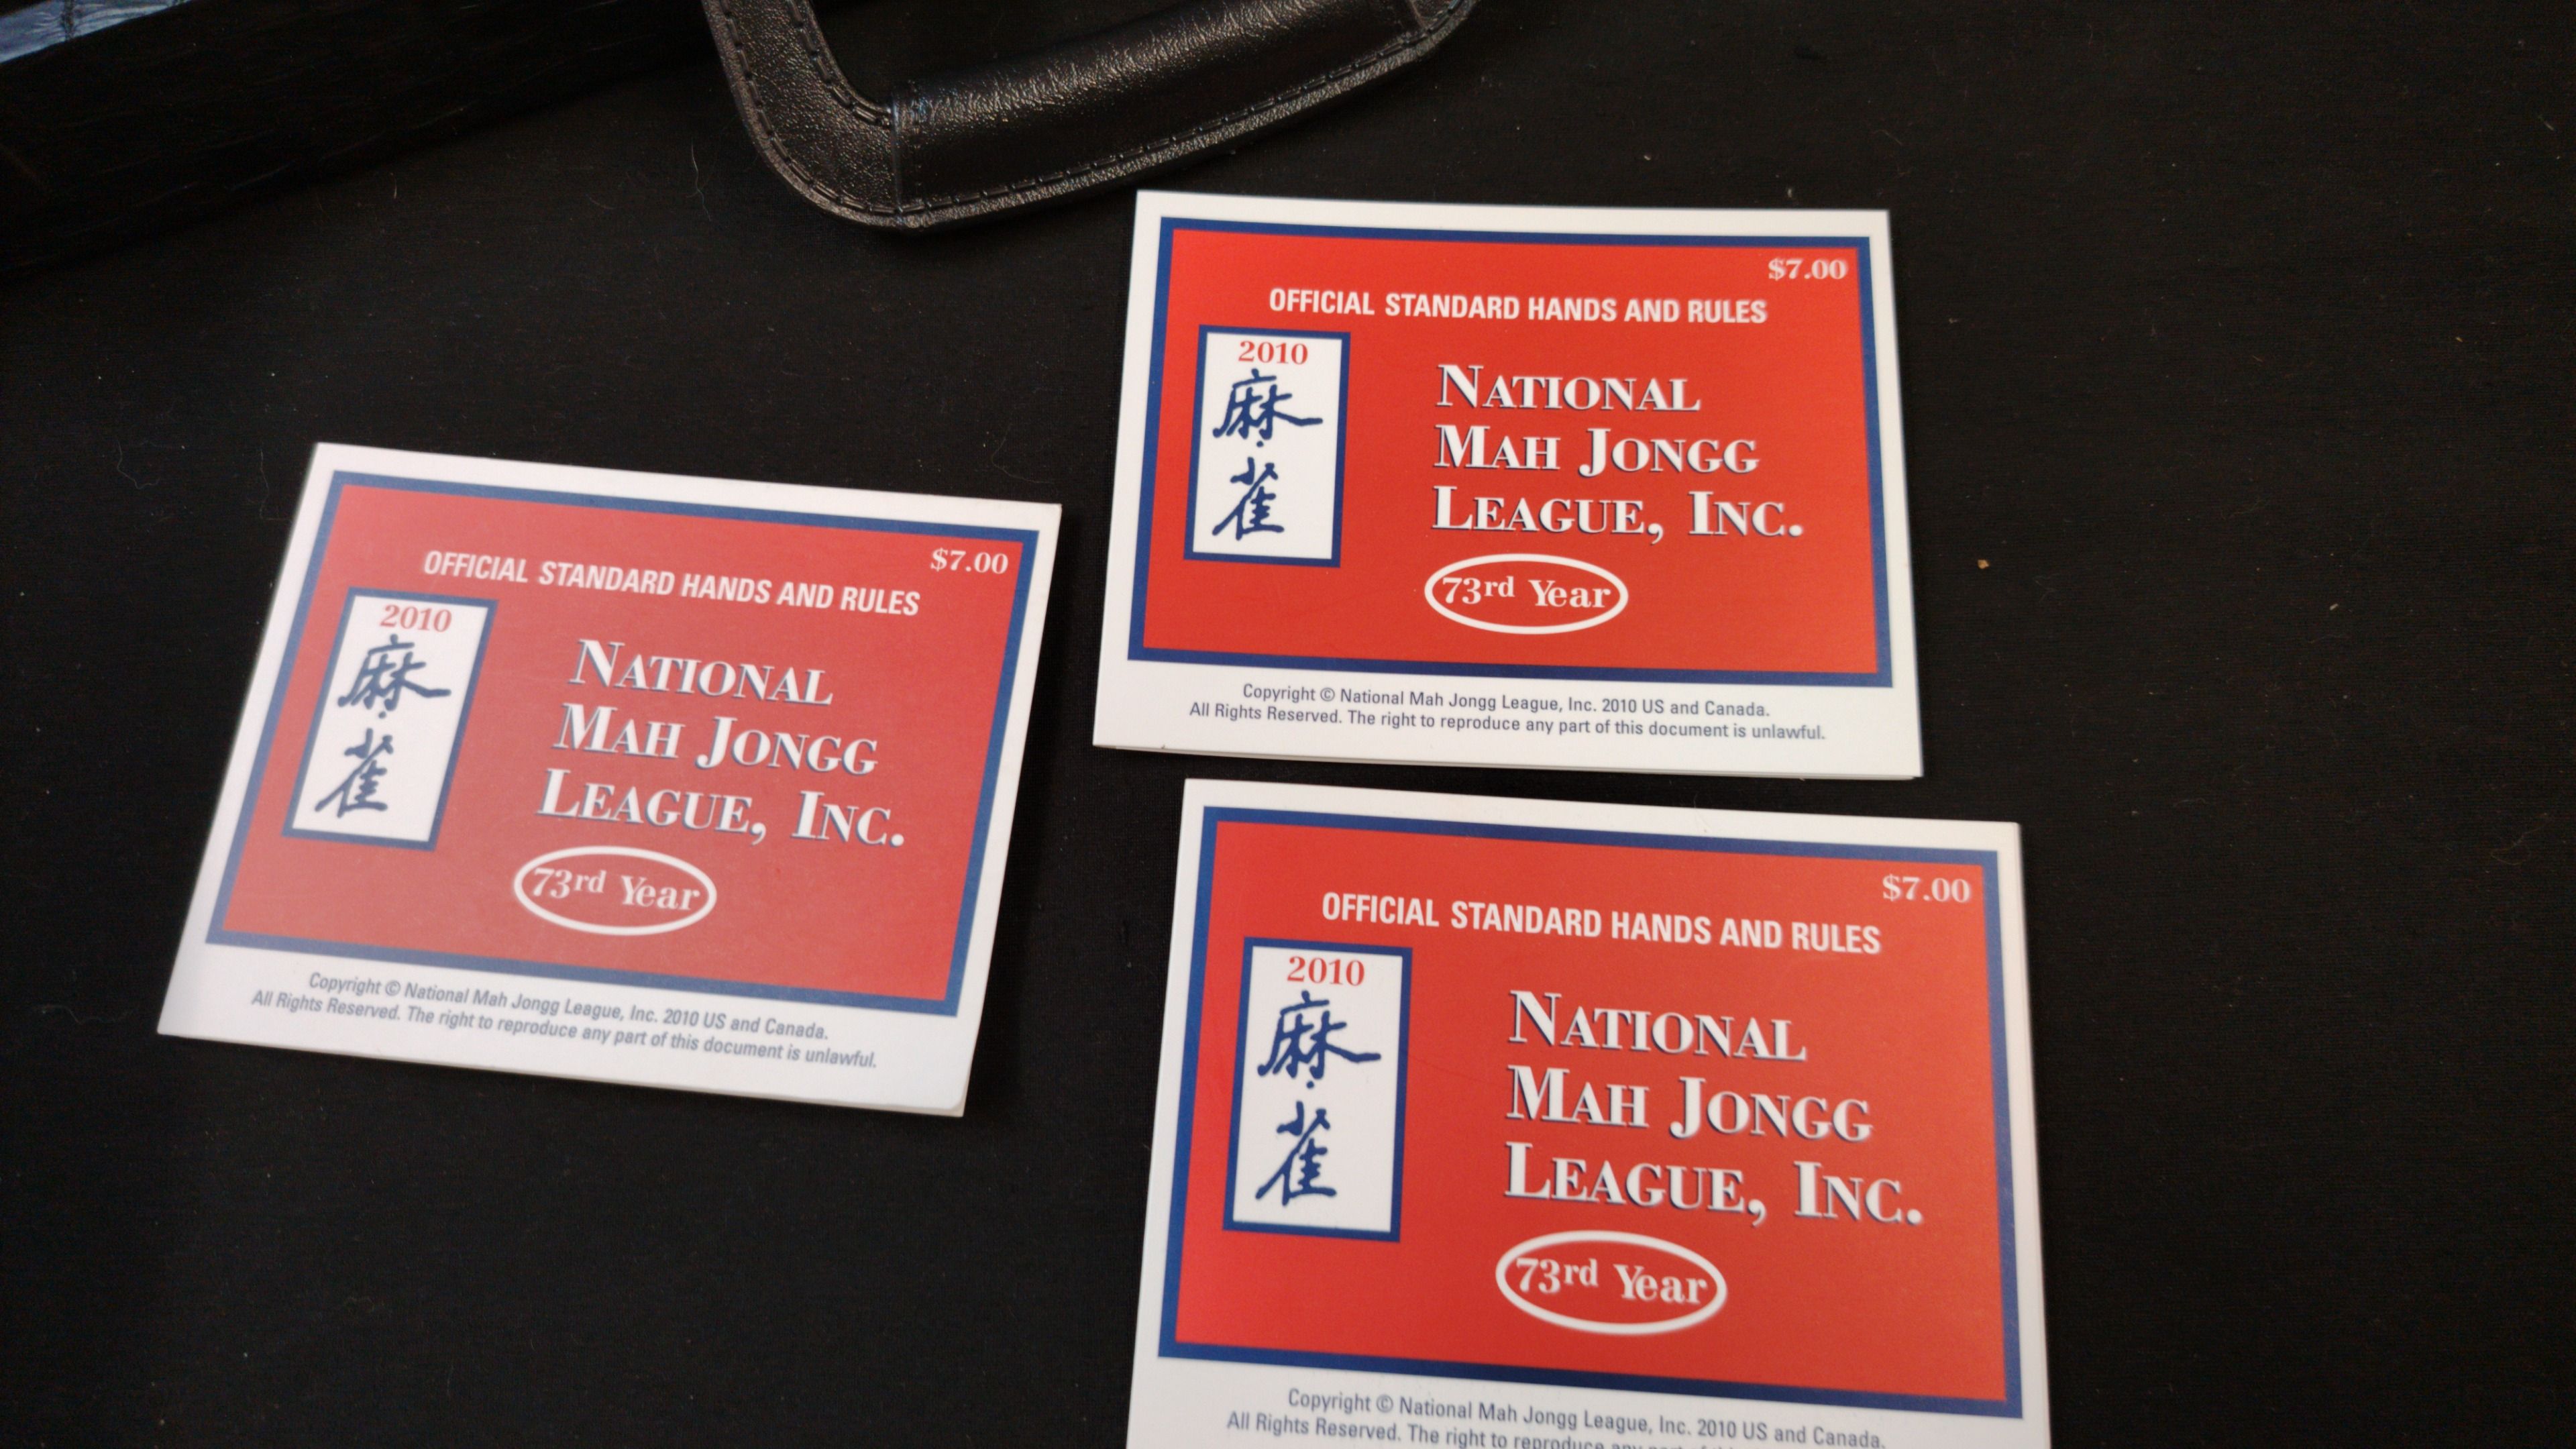 $7.00
OFFICIAL STANDARD HANDS AND RULES
2010
麻
雀
NATIONAL
MAH JONGG
LEAGUE, INC.
73rd Year
Copyright © National Mah Jongg League, Inc. 2010 US and Canada.
All Rights Reserved. The right to reproduce any part of this document is unlawful.
$7.00
OFFICIAL STANDARD HANDS AND RULES
2010
麻
雀
NATIONAL
MAH JONGG
LEAGUE, INC.
73rd Year
Copyright © National Mah Jongg League, Inc. 2010 US and Canada.
All Rights Reserved. The right to reproduce any part of this document is unlawful.
$7.00
OFFICIAL STANDARD HANDS AND RULES
2010
麻
雀
NATIONAL
MAH JONGG
LEAGUE, INC.
73rd Year
Copyright © National Mah Jongg League, Inc. 2010 US and Canada.
All Rights Reserved. The right to reproduce any part of